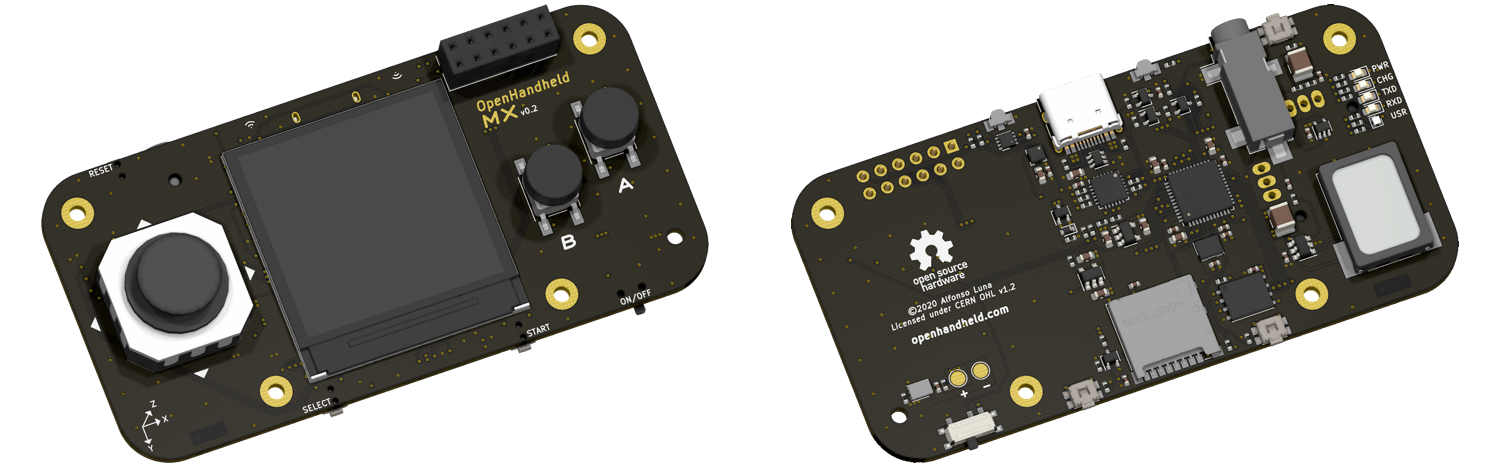 OpenHandheld
MX v0.2
RESET
A
B
ON/OFF
START
SELECT
Z
X
Y
PWR
CHG
TXD
RXD
USR
open source
hardware
©2020 Alfonso Luna
Licensed under CERN OHL v1.2
openhandheld.com
+
-